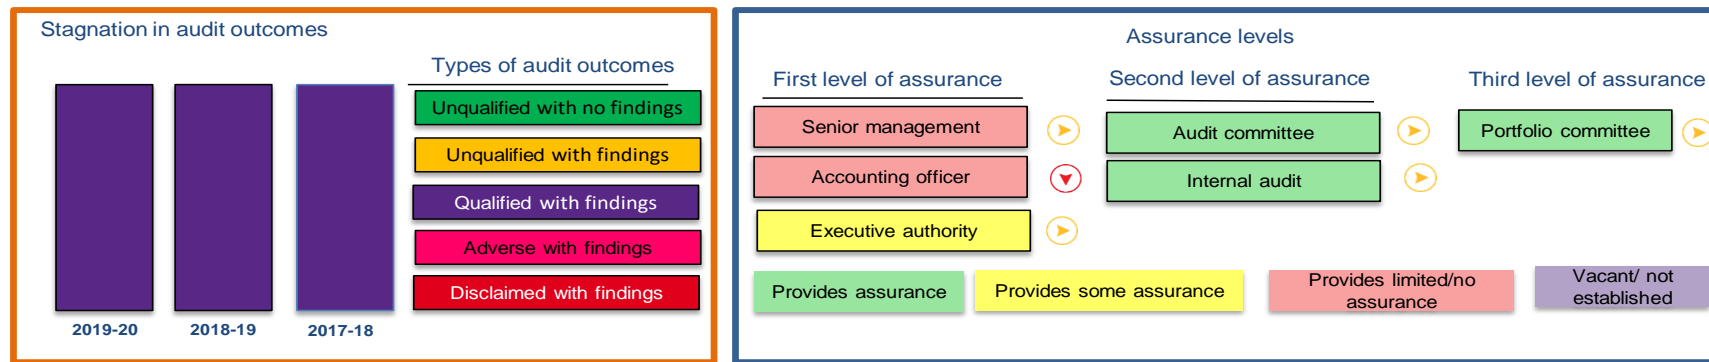 Stagnation in audit outcomes
Types of audit outcomes
Unqualified with no findings
Unqualified with findings
Qualified with findings
Adverse with findings
Disclaimed with findings
2019-20
2018-19
2017-18
Assurance levels
First level of assurance
Second level of assurance
Third level of assurance
Senior management
Audit committee
Portfolio committee
Accounting officer
Internal audit
Executive authority
Provides assurance
Provides some assurance
Provides limited/no
assurance
Vacant/ not
established